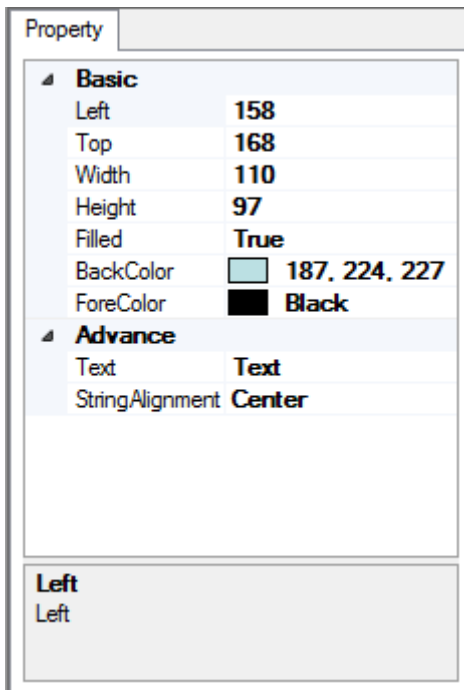 Property
Basic
Left 158
Top 168
Width 110
Height 97
Filled True
BackColor 187, 224, 227
ForeColor Black
Advance
Text Text
StringAlignment Center
Left
Left